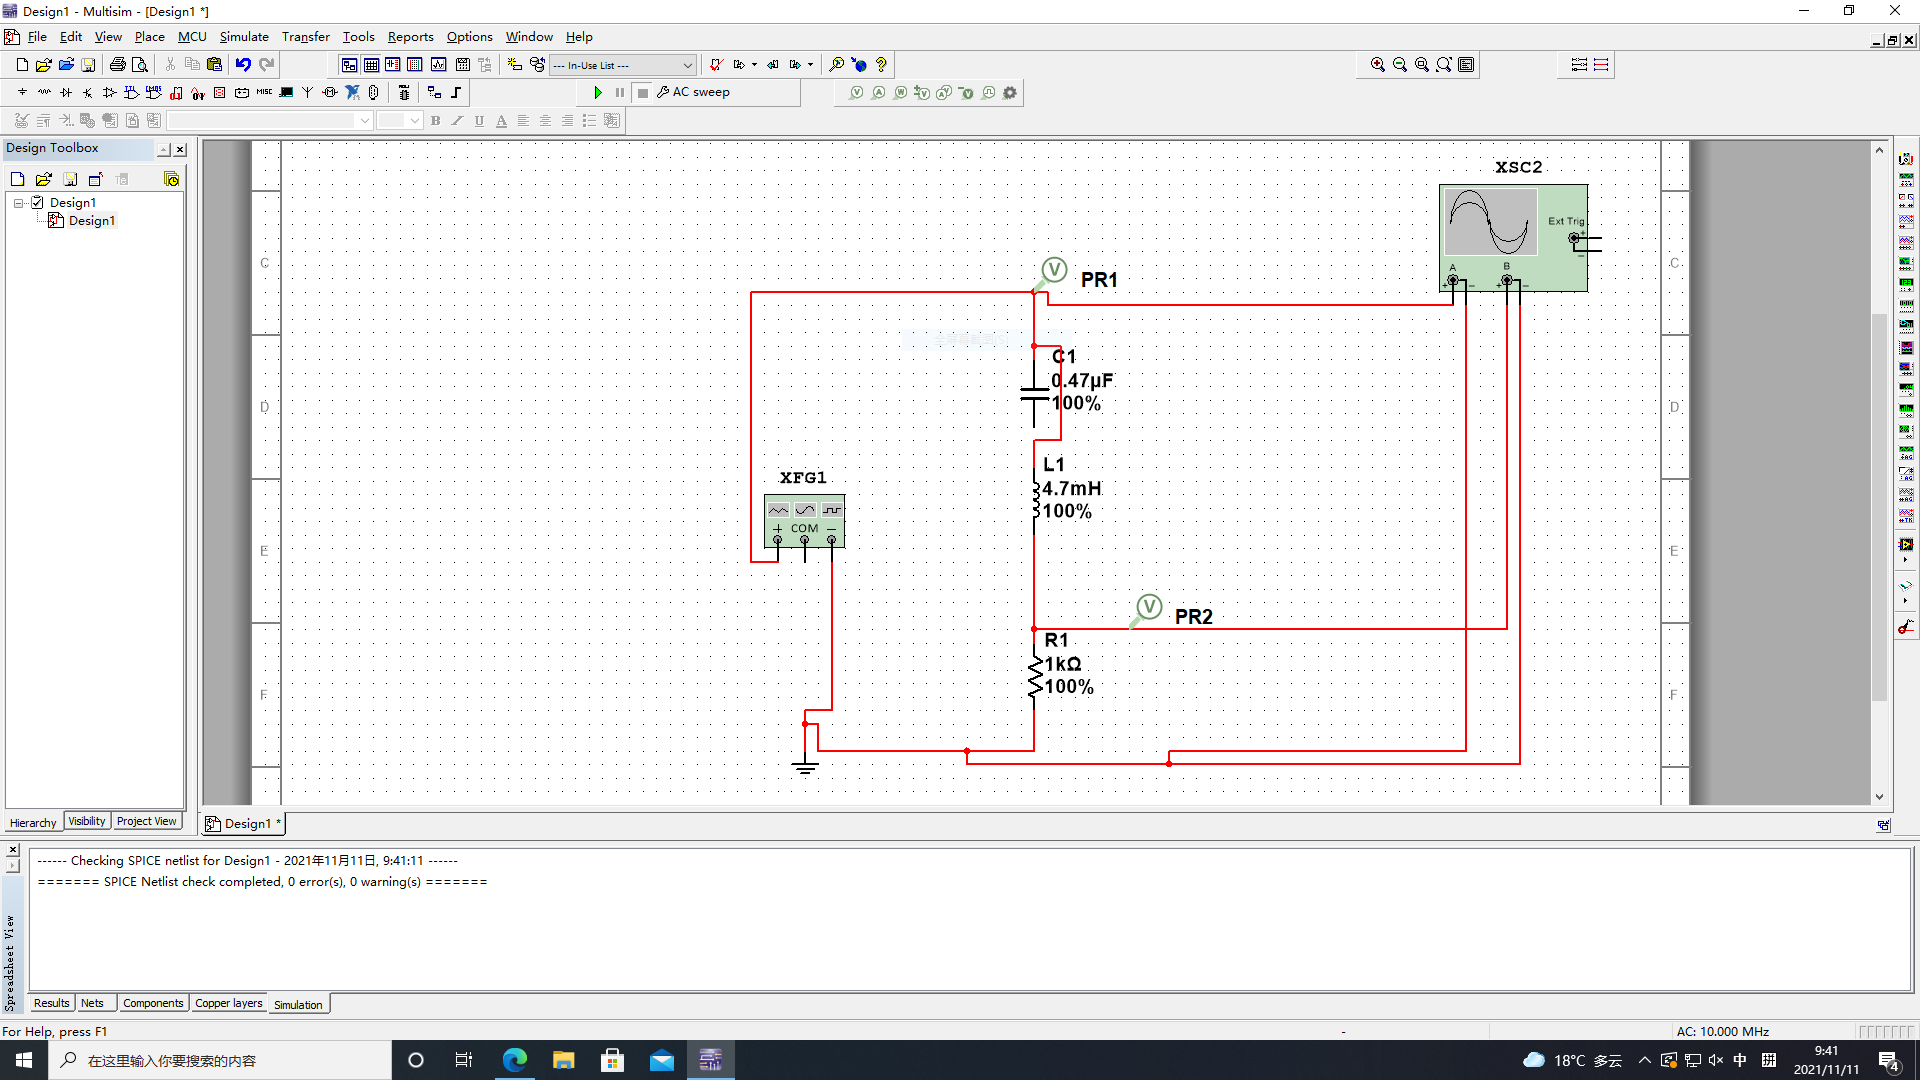 Design1 - Multisim - [Design1 *]
File Edit View Place MCU Simulate Transfer Tools Reports Options Window Help
--- In-Use List ---
MISC
AC sweep
B I U A
Design Toolbox
Design1
Design1
XSC2
Ext Trig
A B
C C
V PR1
C1
0.47µF
100%
D D
L1
4.7mH
100%
XFG1
COM
E E
V PR2
R1
1kΩ
100%
F F
Hierarchy Visibility Project View
Design1 *
------ Checking SPICE netlist for Design1 - 2021年11月11日, 9:41:11 ------
======= SPICE Netlist check completed, 0 error(s), 0 warning(s) =======
Spreadsheet View
Results Nets Components Copper layers Simulation
For Help, press F1
-
AC: 10.000 MHz
在这里输入你要搜索的内容
18°C 多云
中
9:41
2021/11/11
4